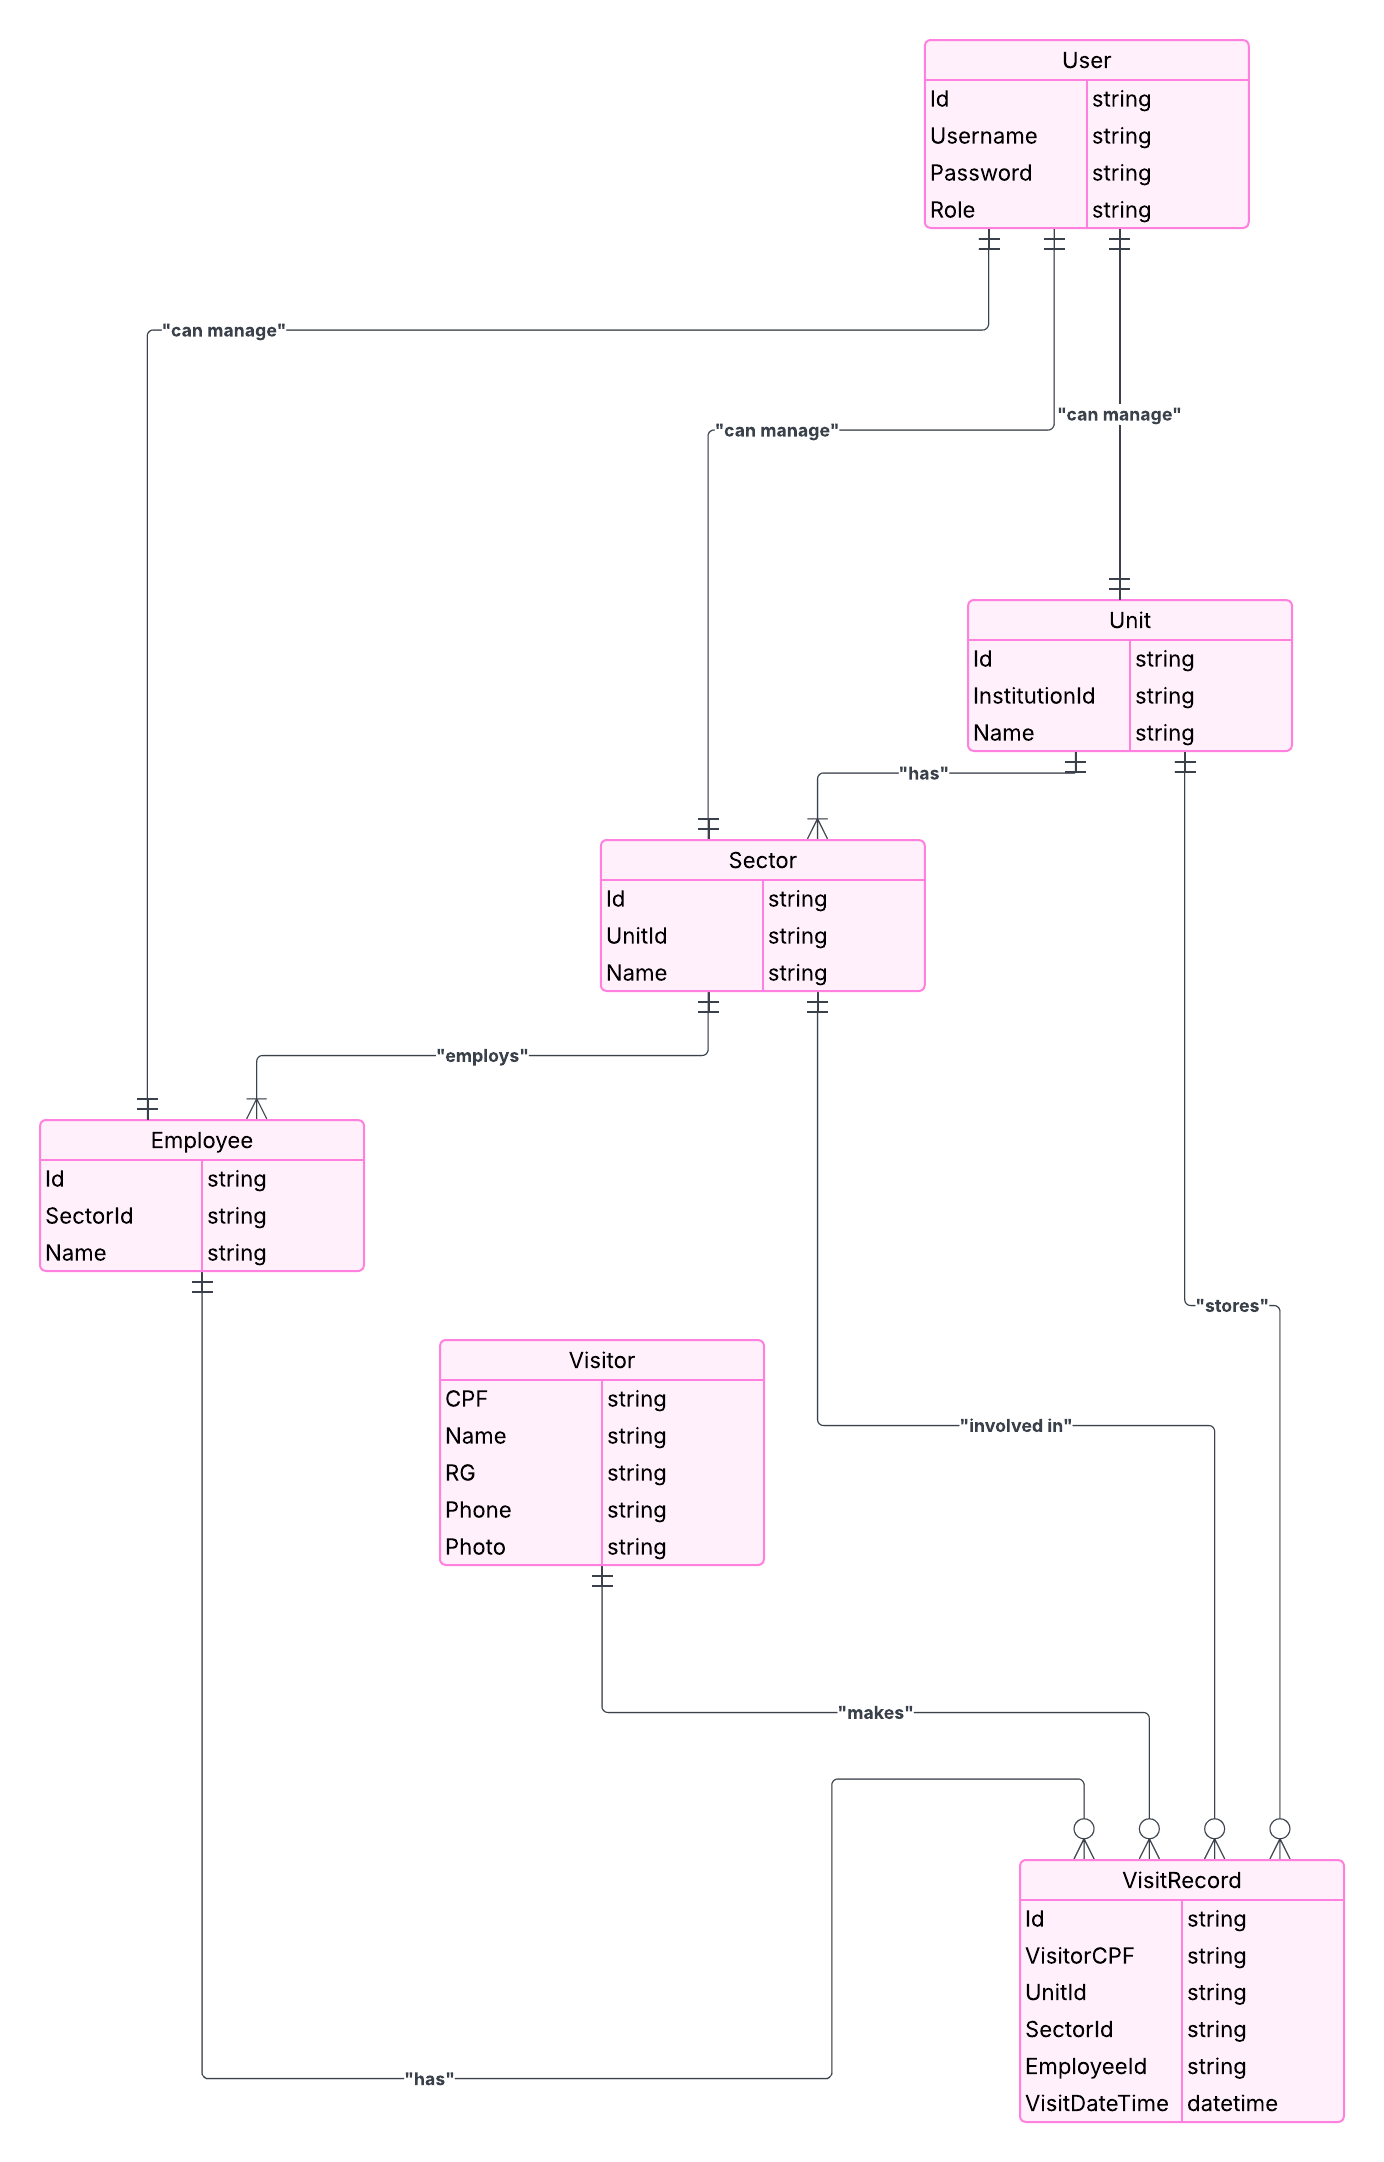 User
Id string
Username string
Password string
Role string
"can manage"
"can manage"
"can manage"
Unit
Id string
InstitutionId string
Name string
"has"
Sector
Id string
UnitId string
Name string
"employs"
Employee
Id string
SectorId string
Name string
"stores"
Visitor
CPF string
Name string
RG string
Phone string
Photo string
"involved in"
"makes"
VisitRecord
Id string
VisitorCPF string
UnitId string
SectorId string
EmployeeId string
VisitDateTime datetime
"has"